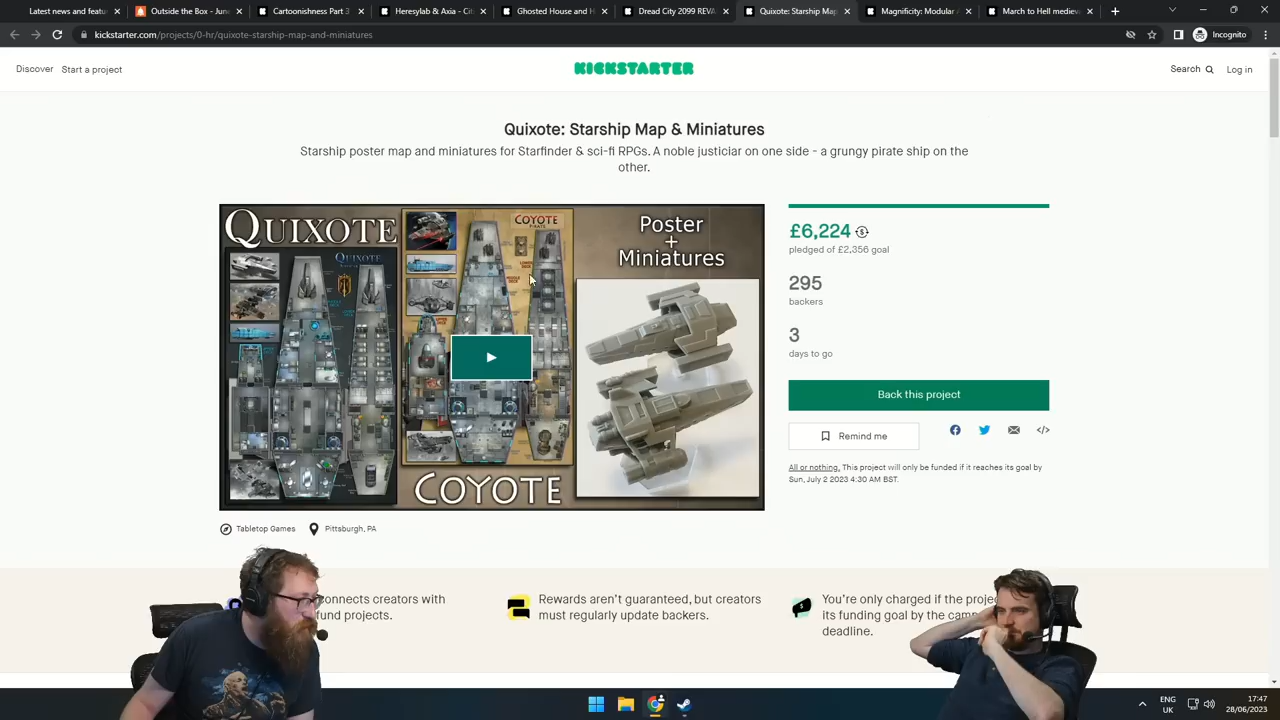 Latest news and featu
Outside the Box - Jun
Cartoonishness Part 3
Heresylab & Axia - Cit
Ghosted House and H
Dread City 2099 REVA
Quixote: Starship Ma
Magnificity Modular A
March to Hell mediev
kickstarter.com/projects/0-hr/quixote-starship-map-and-miniatures
Incognito
Discover
Start a project
KICKSTARTER
Search
Log in
Quixote: Starship Map & Miniatures
Starship poster map and miniatures for Starfinder & sci-fi RPGs. A noble justiciar on one side - a grungy pirate ship on the
other.
QUIXOTE
QUIXOTE
COYOTE
Poster
+
Miniatures
COYOTE
£6,224
pledged of £2,356 goal
295
backers
3
days to go
Back this project
Remind me
All or nothing. This project will only be funded if it reaches its goal by
Sun, July 2 2023 4:30 AM BST.
Tabletop Games
Pittsburgh, PA
connects creators with
fund projects.
Rewards aren't guaranteed, but creators
must regularly update backers.
You're only charged if the proje
its funding goal by the camp
deadline.
ENG
UK
17:47
28/06/2023